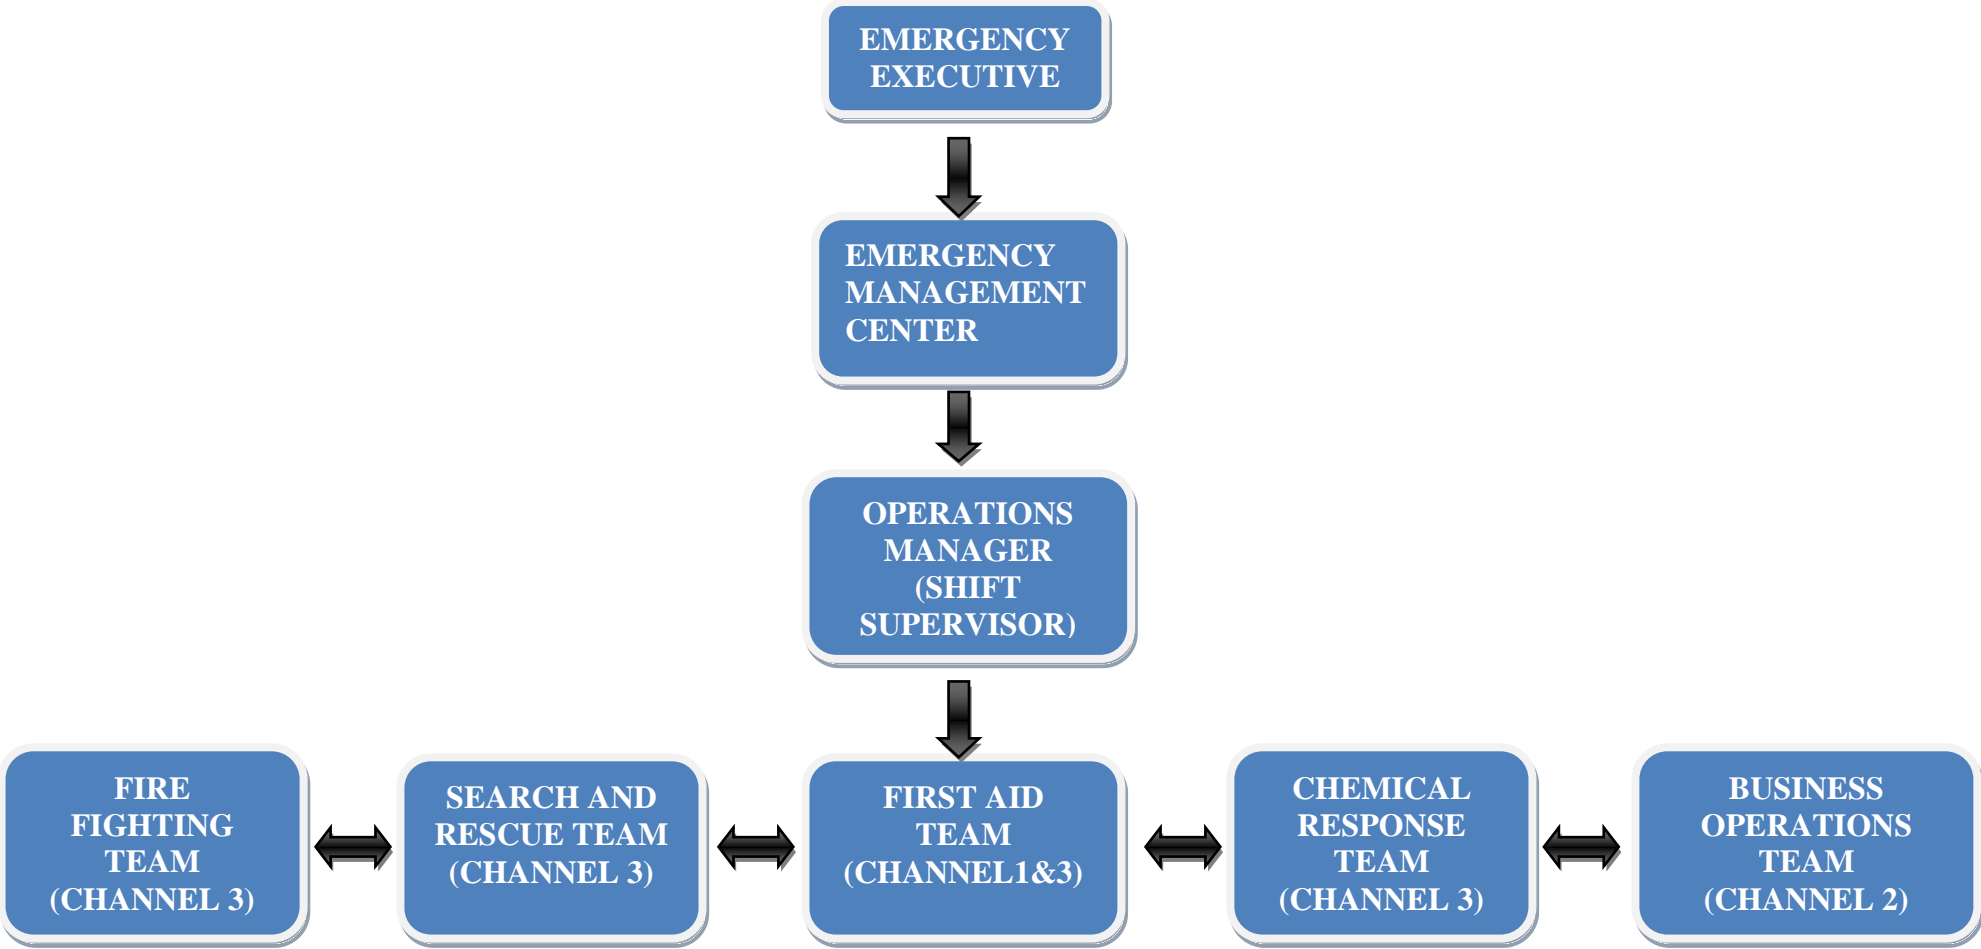 EMERGENCY
EXECUTIVE
EMERGENCY
MANAGEMENT
CENTER
OPERATIONS
MANAGER
(SHIFT
SUPERVISOR)
FIRE
FIGHTING
TEAM
(CHANNEL 3)
SEARCH AND
RESCUE TEAM
(CHANNEL 3)
FIRST AID
TEAM
(CHANNEL1&3)
CHEMICAL
RESPONSE
TEAM
(CHANNEL 3)
BUSINESS
OPERATIONS
TEAM
(CHANNEL 2)